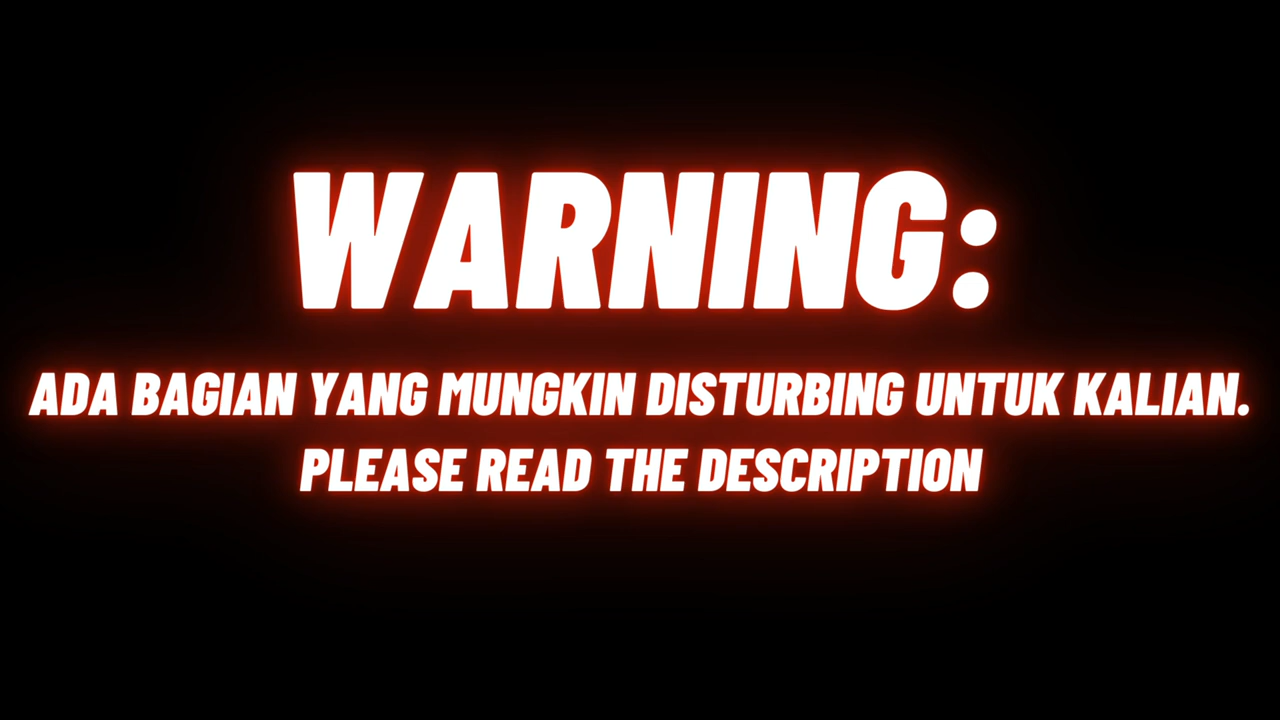 WARNING:
ADA BAGIAN YANG MUNGKIN DISTURBING UNTUK KALIAN.
PLEASE READ THE DESCRIPTION